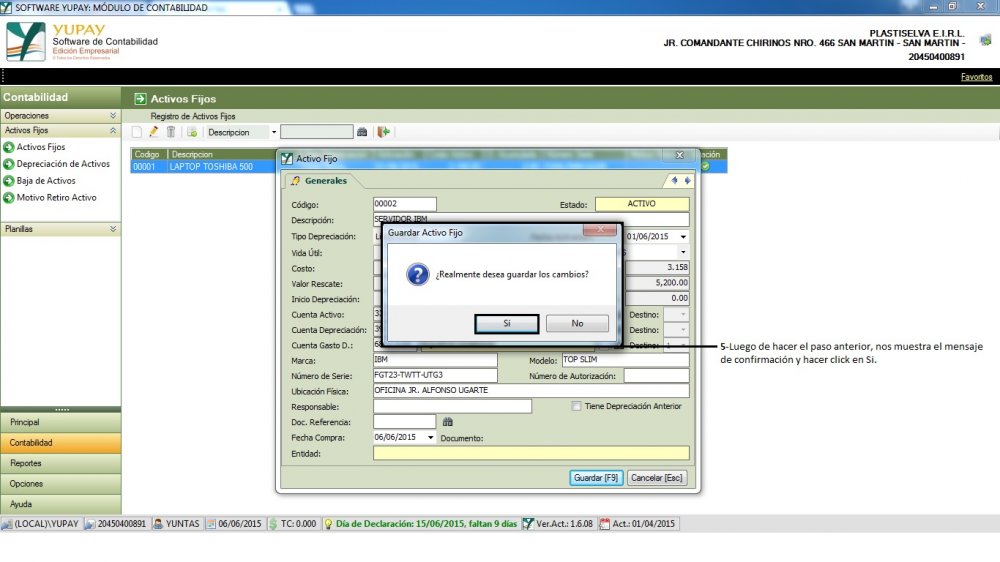 SOFTWARE YUPAY: MÓDULO DE CONTABILIDAD
YUPAY
Software de Contabilidad
Edición Empresarial
© Todos los Derechos Reservados
PLASTISELVA E.I.R.L.
JR. COMANDANTE CHIRINOS NRO. 466 SAN MARTIN - SAN MARTIN -
20450400891
Favoritos
Contabilidad
Operaciones
Activos Fijos
Activos Fijos
Depreciación de Activos
Baja de Activos
Motivo Retiro Activo
Planillas
Principal
Contabilidad
Reportes
Opciones
Ayuda
Activos Fijos
Registro de Activos Fijos
Descripcion
Codigo Descripcion
00001 LAPTOP TOSHIBA 500
Activo Fijo
Generales
Código: 00002 Estado: ACTIVO
Descripción: SERVIDOR IBM
Tipo Depreciación: 01/06/2015
Vida Útil:
Costo: 3.158
Valor Rescate: 5,200.00
Inicio Depreciación: 0.00
Cuenta Activo: Destino:
Cuenta Depreciación: Destino:
Cuenta Gasto D.: Destino:
Marca: IBM Modelo: TOP SLIM
Número de Serie: FGT23-TWTT-UTG3 Número de Autorización:
Ubicación Física: OFICINA JR. ALFONSO UGARTE
Responsable: Tiene Depreciación Anterior
Doc. Referencia:
Fecha Compra: 06/06/2015 Documento:
Entidad:
Guardar [F9] Cancelar [Esc]
Guardar Activo Fijo
¿Realmente desea guardar los cambios?
Sí No
5-Luego de hacer el paso anterior, nos muestra el mensaje
de confirmación y hacer click en Si.
(LOCAL)\YUPAY 20450400891 YUNTAS 06/06/2015 TC: 0.000 Día de Declaración: 15/06/2015, faltan 9 días Ver.Act.: 1.6.08 Act.: 01/04/2015